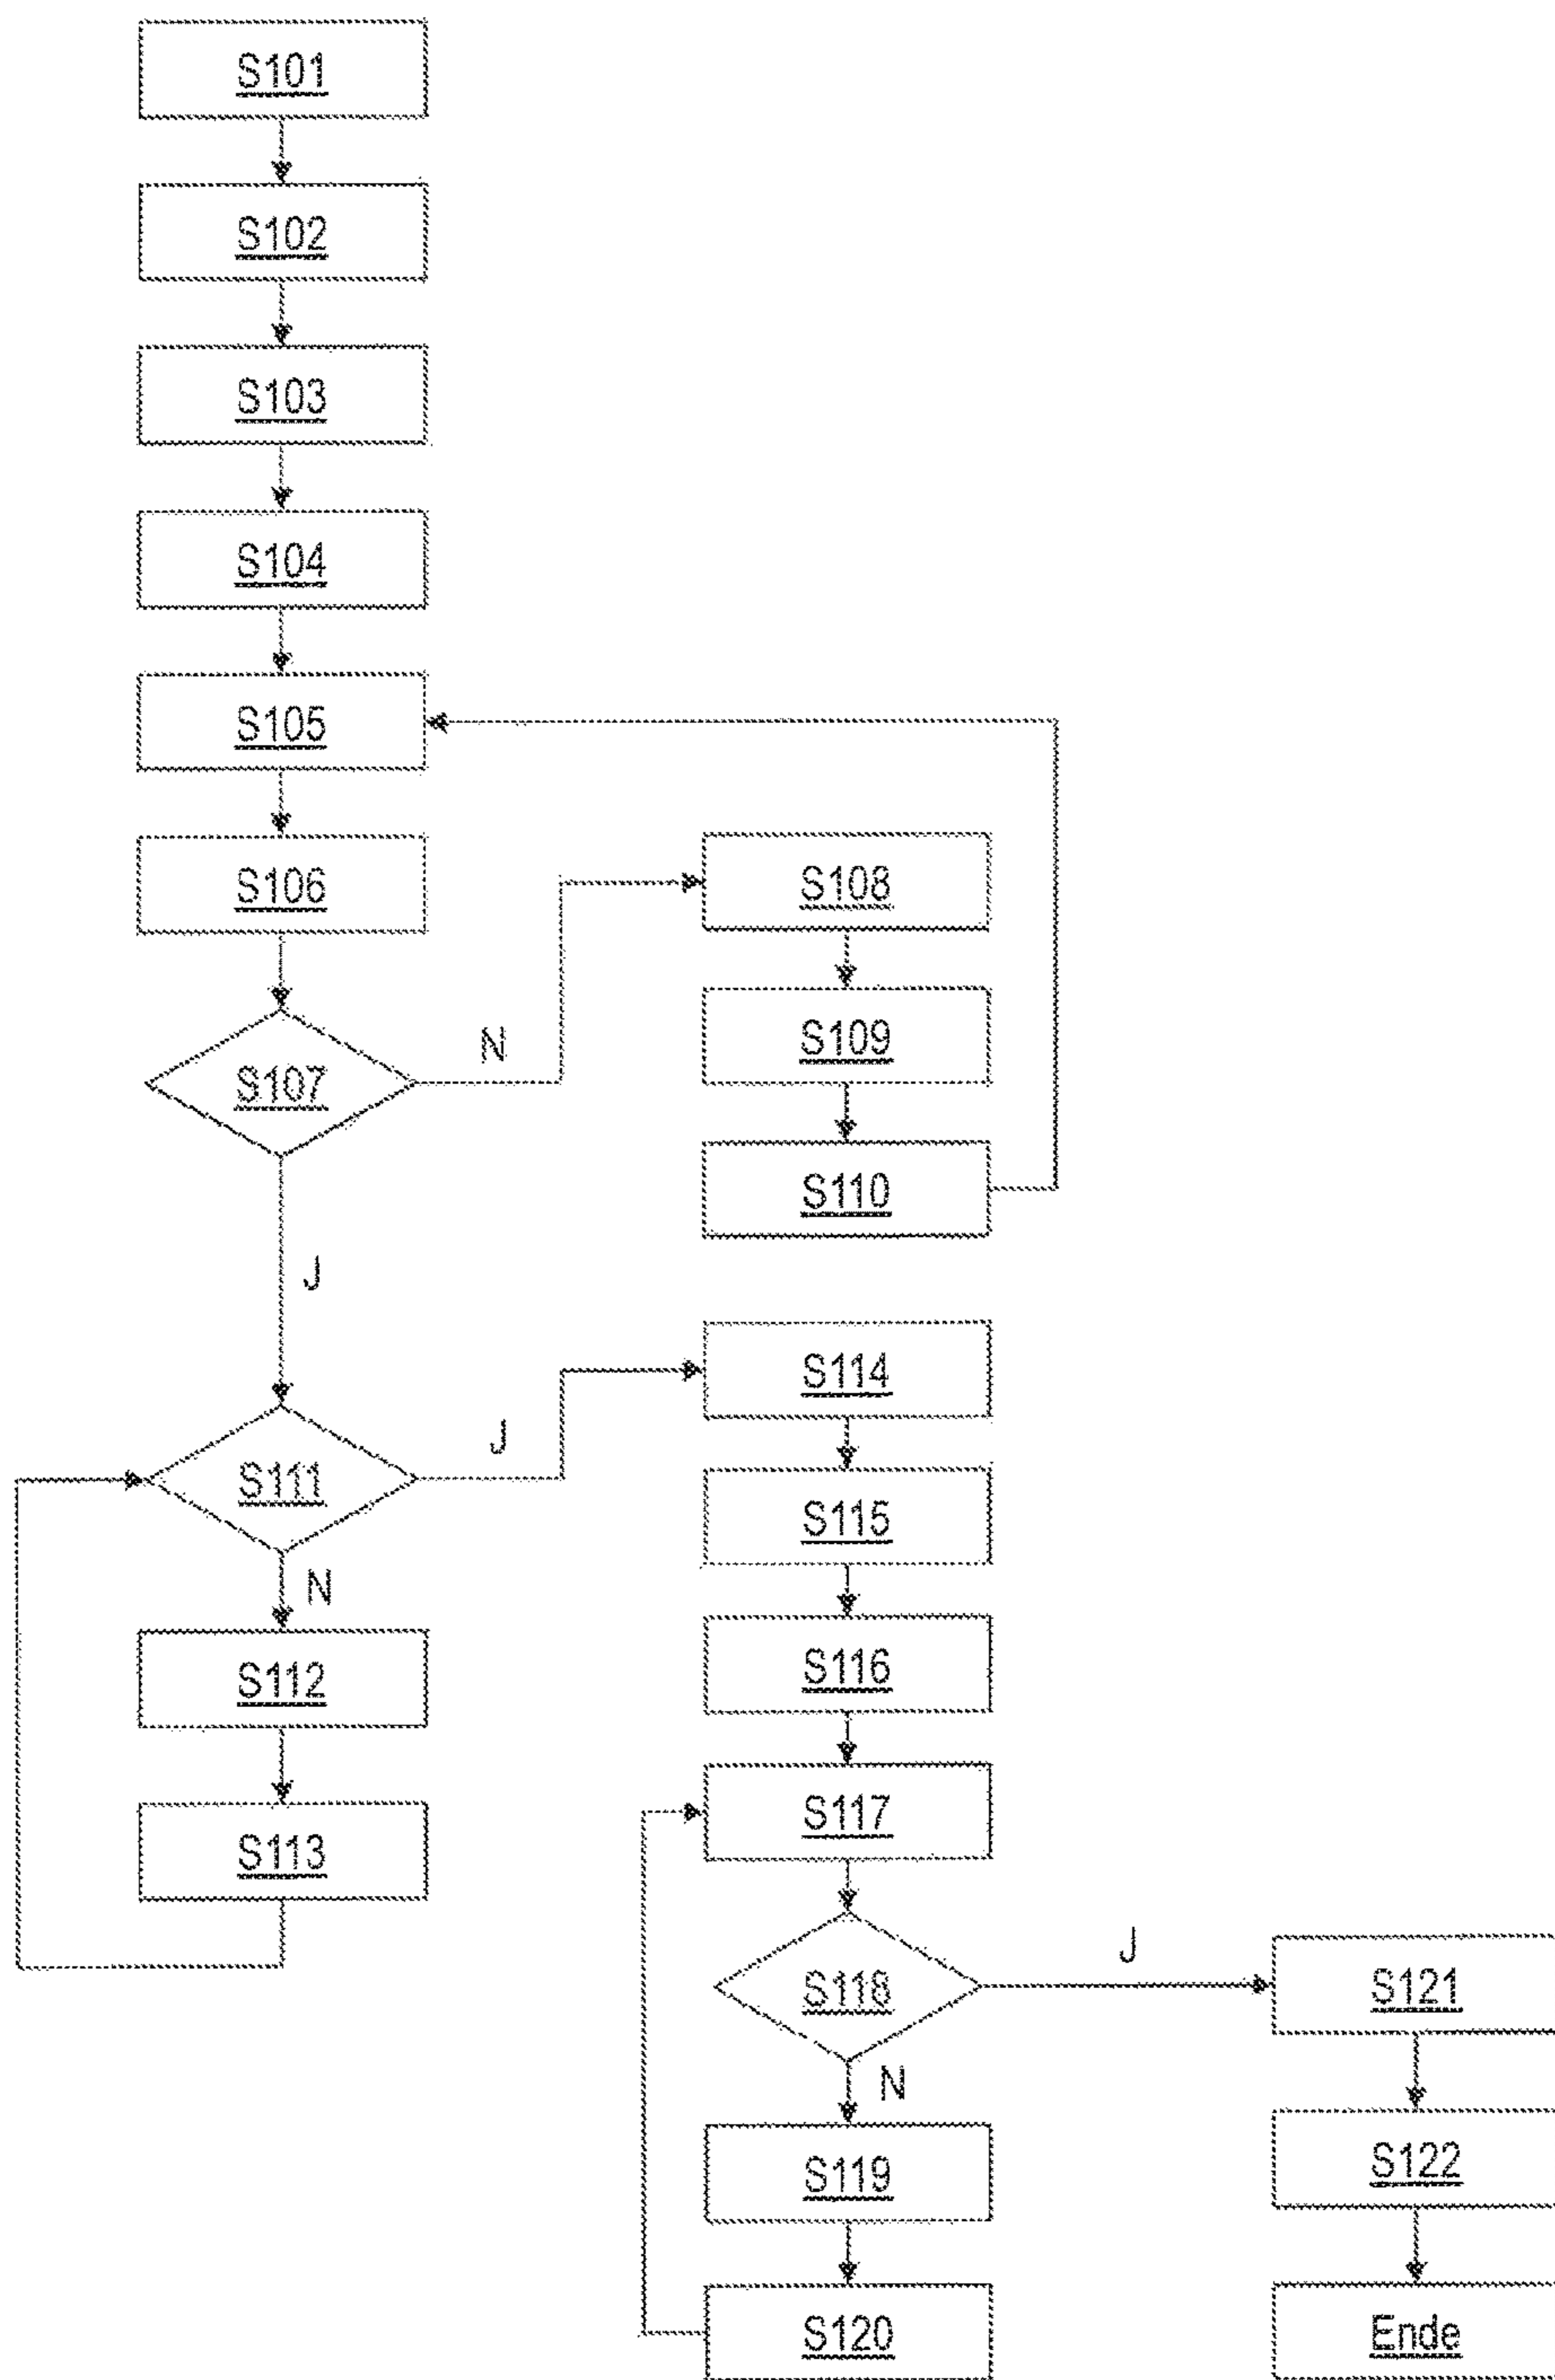 S101
S102
S103
S104
S105
S106
S108
S109
N
S107
S110
J
S114
J
S111
S115
N
S112
S116
S113
S117
J
S118
S121
N
S119
S122
S120
Ende